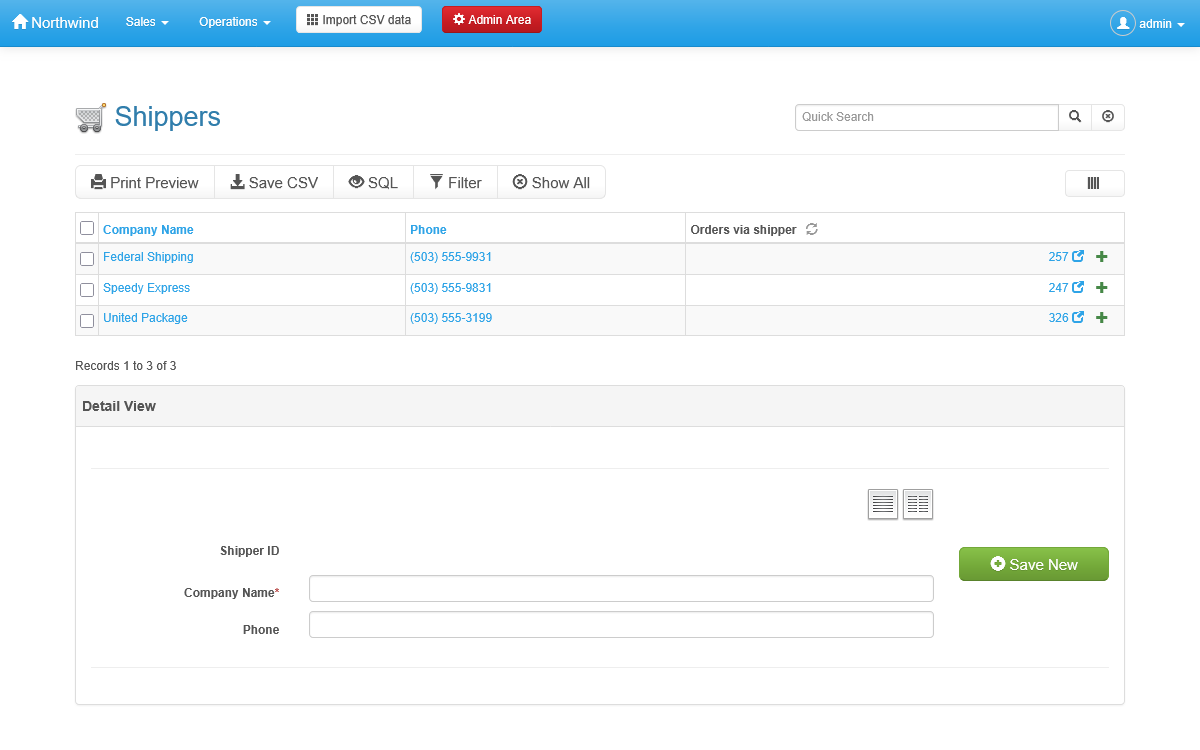 Northwind Sales Operations Import CSV data Admin Area admin
Shippers Quick Search
Print Preview Save CSV SQL Filter Show All
Company Name Phone Orders via shipper
Federal Shipping (503) 555-9931 257
Speedy Express (503) 555-9831 247
United Package (503) 555-3199 326
Records 1 to 3 of 3
Detail View
Shipper ID
Save New
Company Name*
Phone